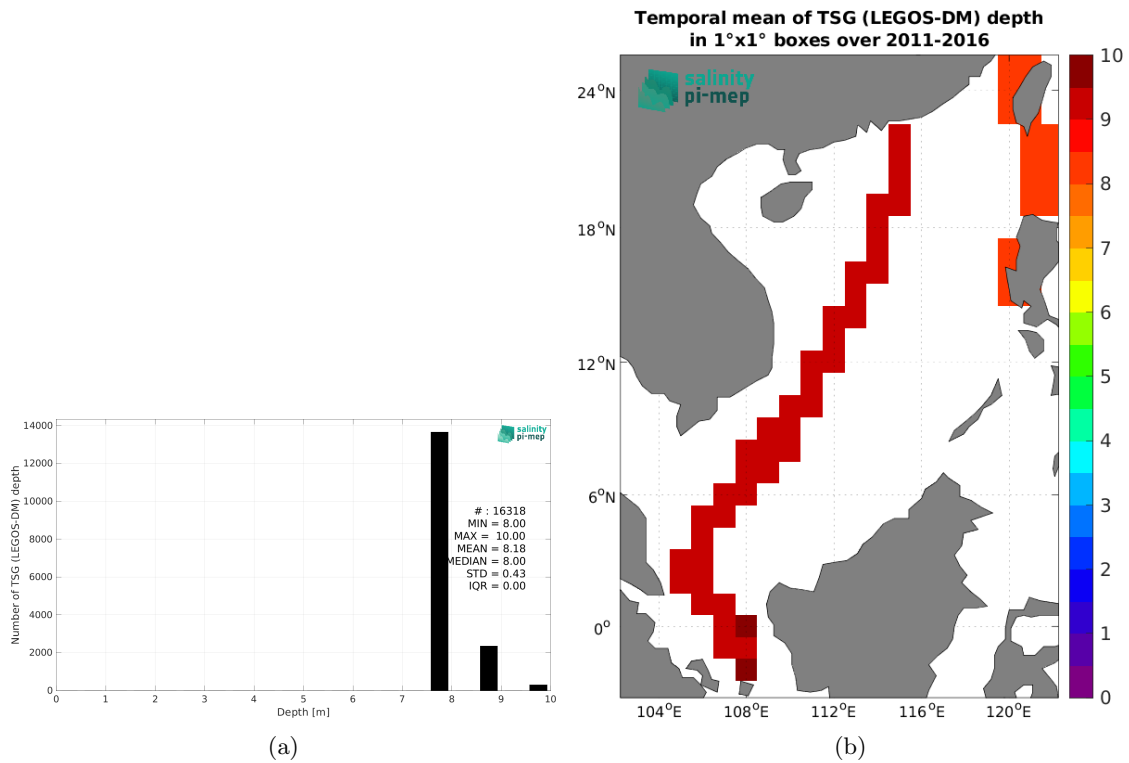 14000
12000
10000
8000
6000
4000
2000
0
Number of TSG (LEGOS-DM) depth
salinity
pi-mep
# : 16318
MIN = 8.00
MAX = 10.00
MEAN = 8.18
MEDIAN = 8.00
STD = 0.43
IQR = 0.00
0 1 2 3 4 5 6 7 8 9 10
Depth [m]
(a)
Temporal mean of TSG (LEGOS-DM) depth
in 1°x1° boxes over 2011-2016
salinity
pi-mep
24°N
18°N
12°N
6°N
0°
104°E 108°E 112°E 116°E 120°E
10
9
8
7
6
5
4
3
2
1
0
(b)